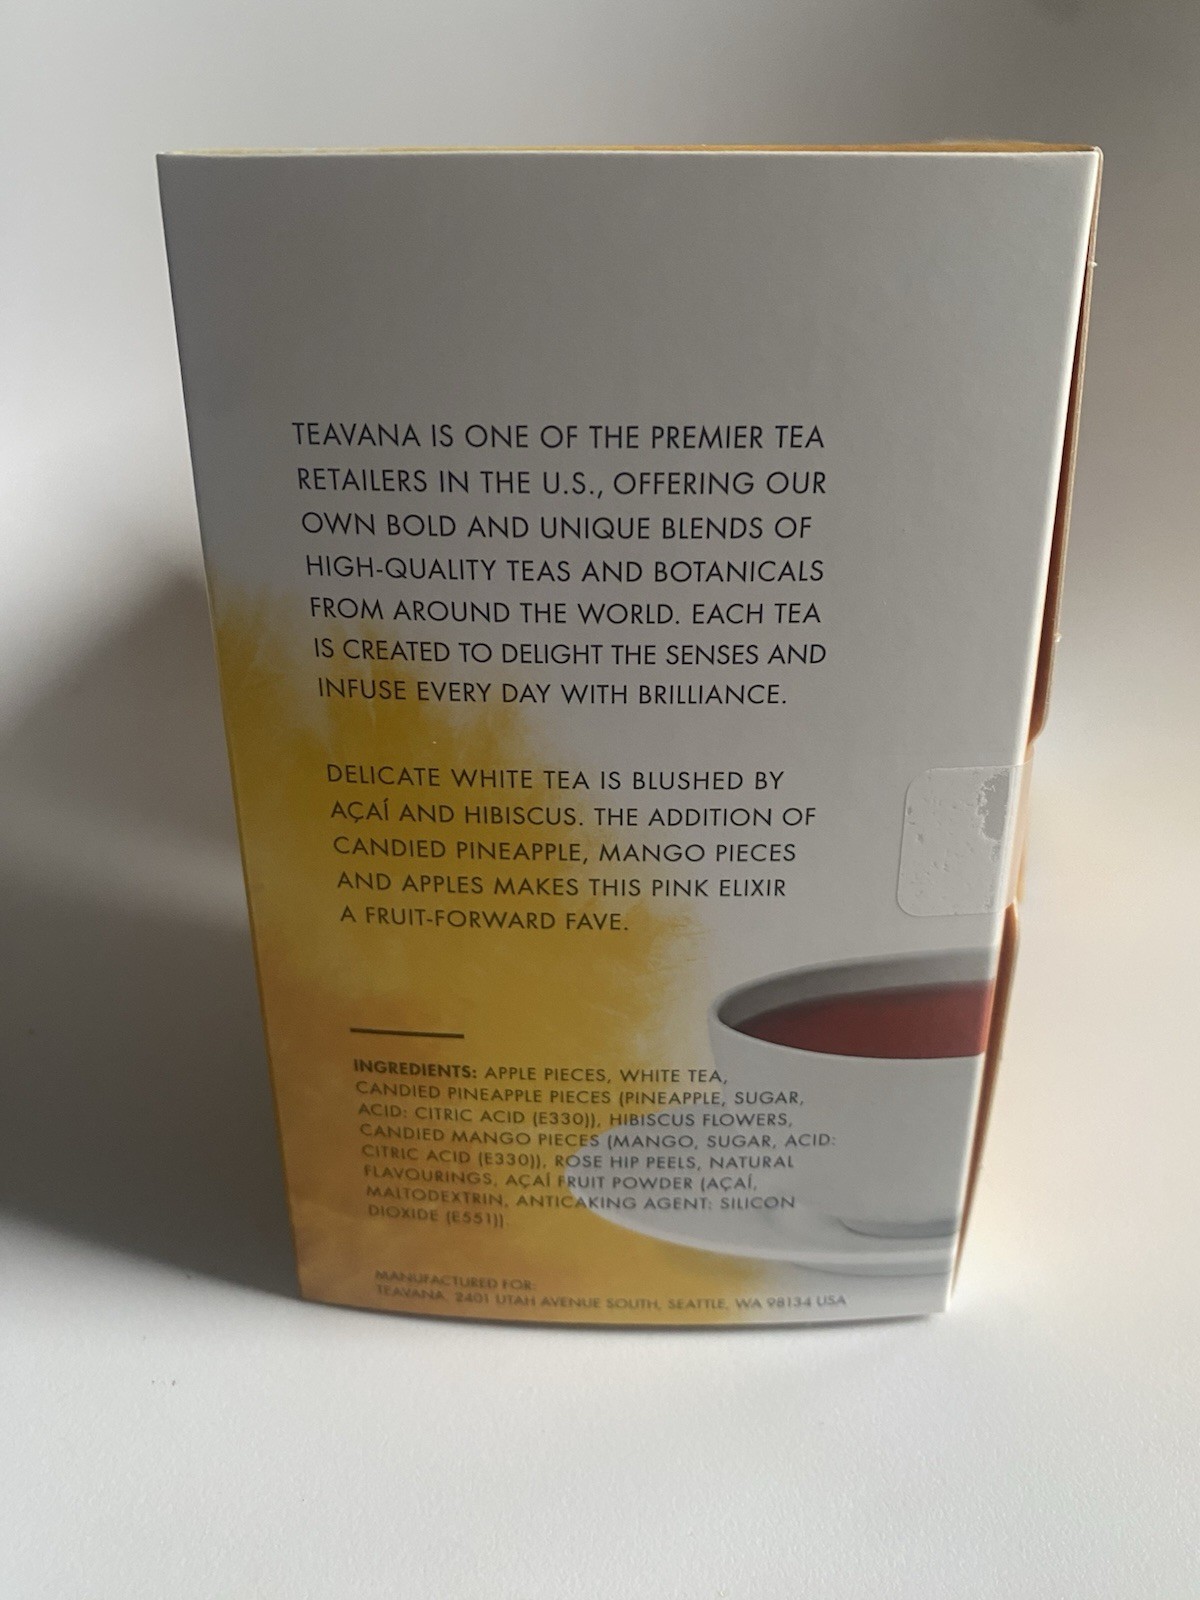 TEAVANA IS ONE OF THE PREMIER TEA
RETAILERS IN THE U.S., OFFERING OUR
OWN BOLD AND UNIQUE BLENDS OF
HIGH-QUALITY TEAS AND BOTANICALS
FROM AROUND THE WORLD. EACH TEA
IS CREATED TO DELIGHT THE SENSES AND
INFUSE EVERY DAY WITH BRILLIANCE.
DELICATE WHITE TEA IS BLUSHED BY
AÇAÍ AND HIBISCUS. THE ADDITION OF
CANDIED PINEAPPLE, MANGO PIECES
AND APPLES MAKES THIS PINK ELIXIR
A FRUIT-FORWARD FAVE.
INGREDIENTS: APPLE PIECES, WHITE TEA,
CANDIED PINEAPPLE PIECES (PINEAPPLE, SUGAR,
ACID: CITRIC ACID (E330)), HIBISCUS FLOWERS,
CANDIED MANGO PIECES (MANGO, SUGAR, ACID:
CITRIC ACID (E330)), ROSE HIP PEELS, NATURAL
FLAVOURINGS, AÇAÍ FRUIT POWDER (AÇAÍ,
MALTODEXTRIN, ANTICAKING AGENT: SILICON
DIOXIDE (E551))
MANUFACTURED FOR:
TEAVANA, 2401 UTAH AVENUE SOUTH, SEATTLE, WA 98134 USA